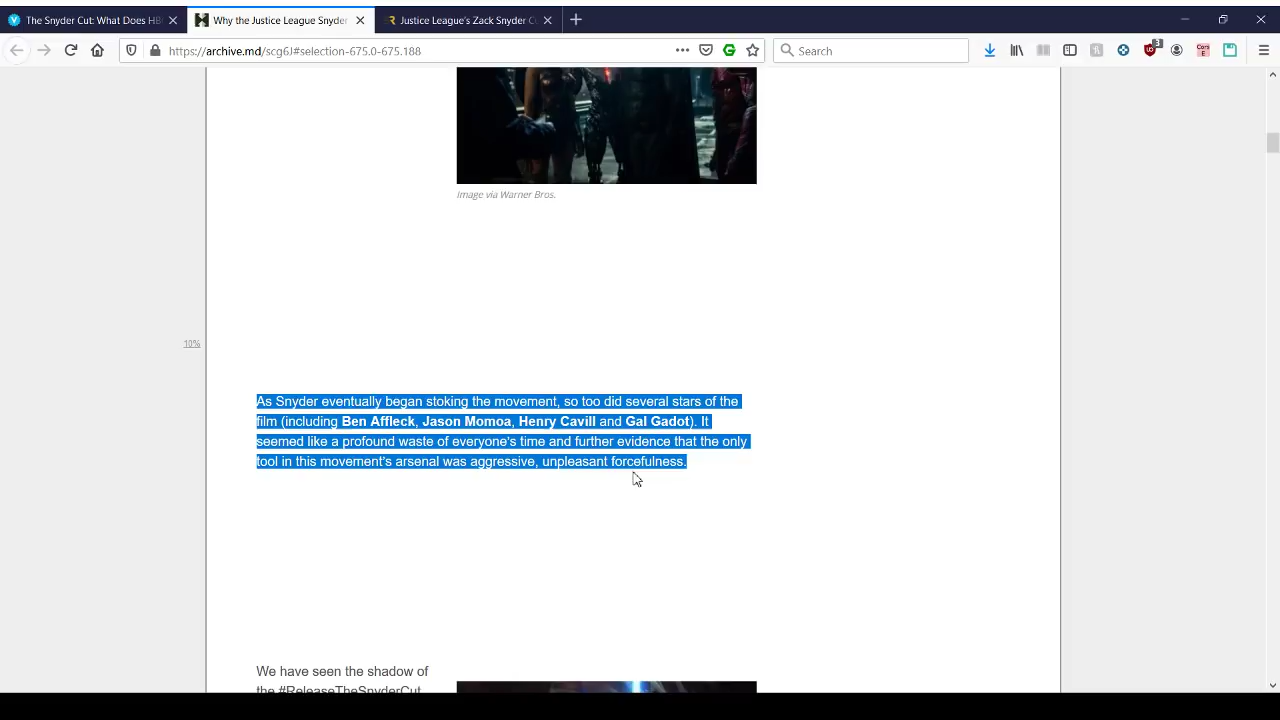 The Snyder Cut: What Does HB
Why the Justice League Snyder
Justice League's Zack Snyder C
https://archive.md/scg6J#selection-675.0-675.188
Search
3
Image via Warner Bros.
10%
As Snyder eventually began stoking the movement, so too did several stars of the
film (including Ben Affleck, Jason Momoa, Henry Cavill and Gal Gadot). It
seemed like a profound waste of everyone's time and further evidence that the only
tool in this movement's arsenal was aggressive, unpleasant forcefulness.
We have seen the shadow of
the #ReleaseTheSnyderCut